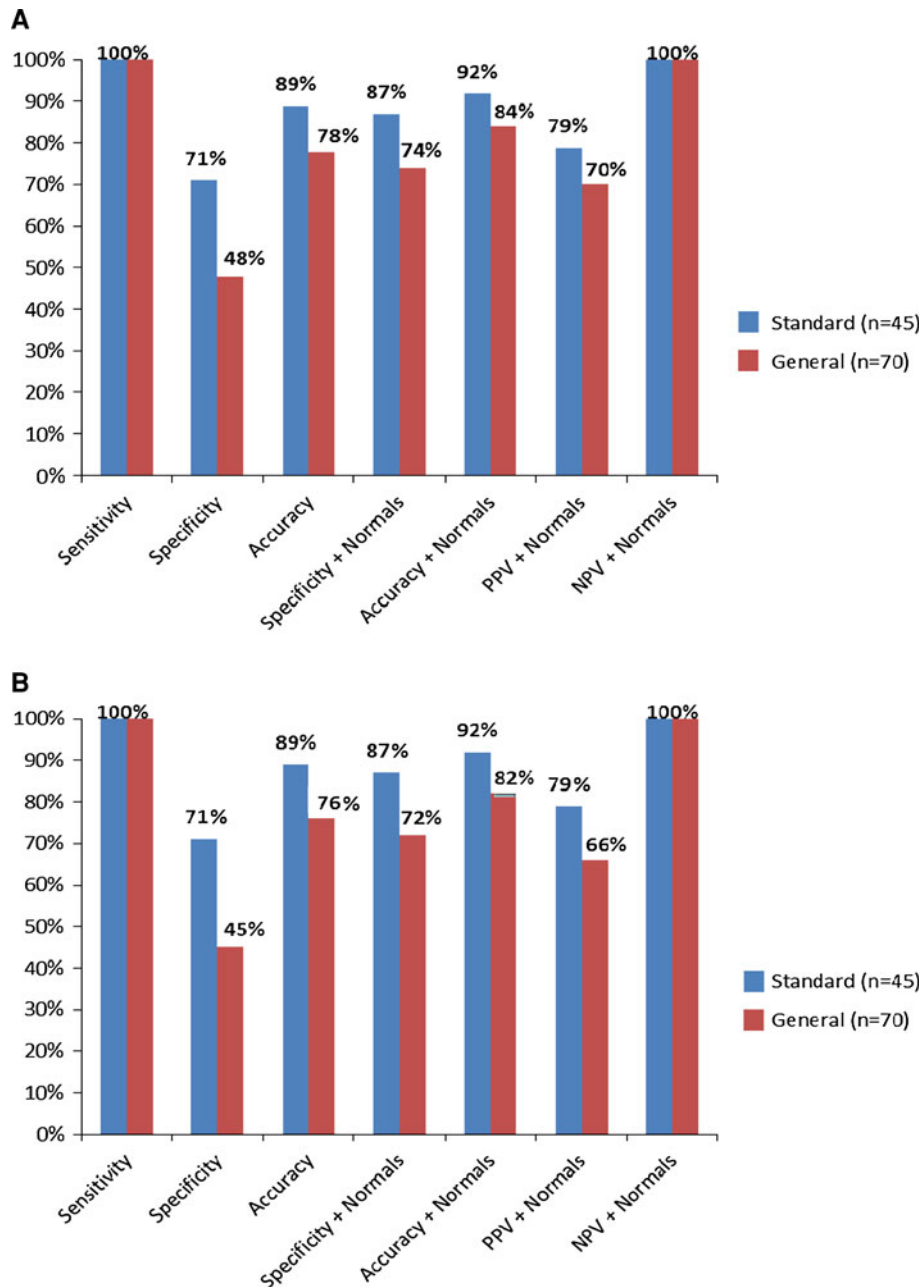 A
100%
90%
80%
70%
60%
50%
40%
30%
20%
10%
0%
100%
71%
48%
89%
78%
87%
74%
92%
84%
79%
70%
100%
Sensitivity
Specificity
Accuracy
Specificity + Normals
Accuracy + Normals
PPV + Normals
NPV + Normals
Standard (n=45)
General (n=70)
B
100%
90%
80%
70%
60%
50%
40%
30%
20%
10%
0%
100%
71%
45%
89%
76%
87%
72%
92%
82%
79%
66%
100%
Sensitivity
Specificity
Accuracy
Specificity + Normals
Accuracy + Normals
PPV + Normals
NPV + Normals
Standard (n=45)
General (n=70)